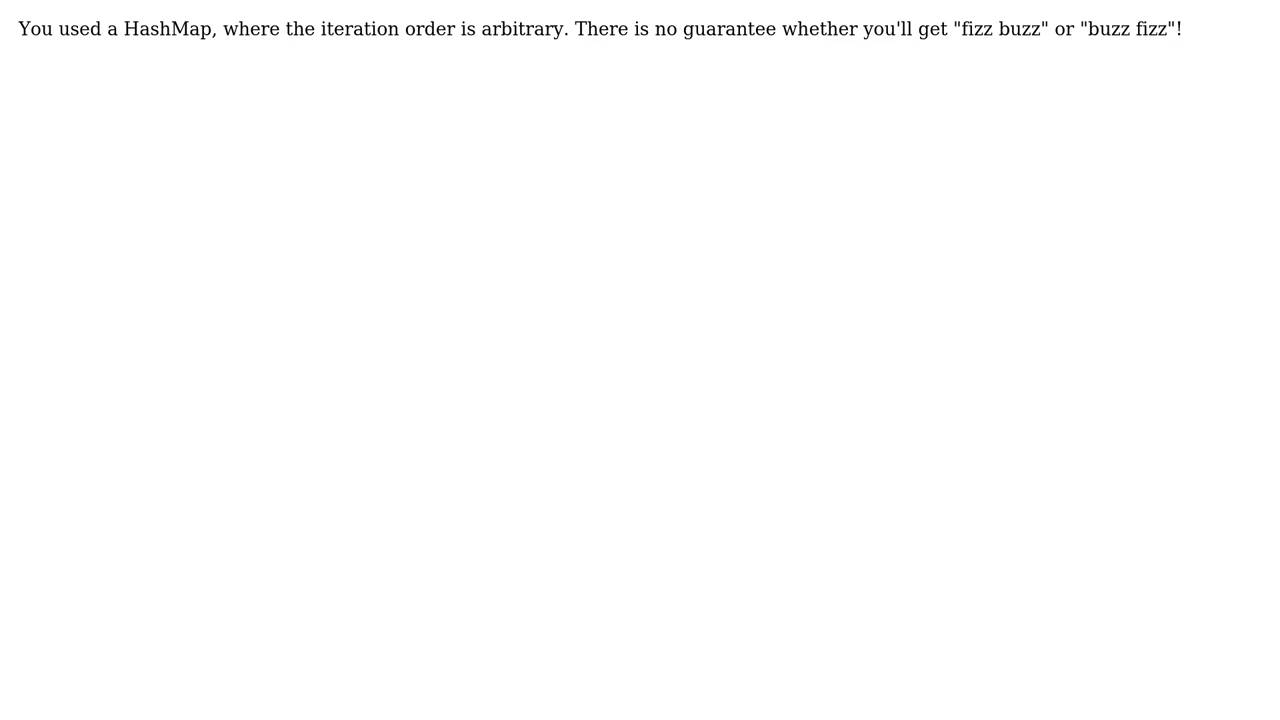 You used a HashMap, where the iteration order is arbitrary. There is no guarantee whether you'll get "fizz buzz" or "buzz fizz"!